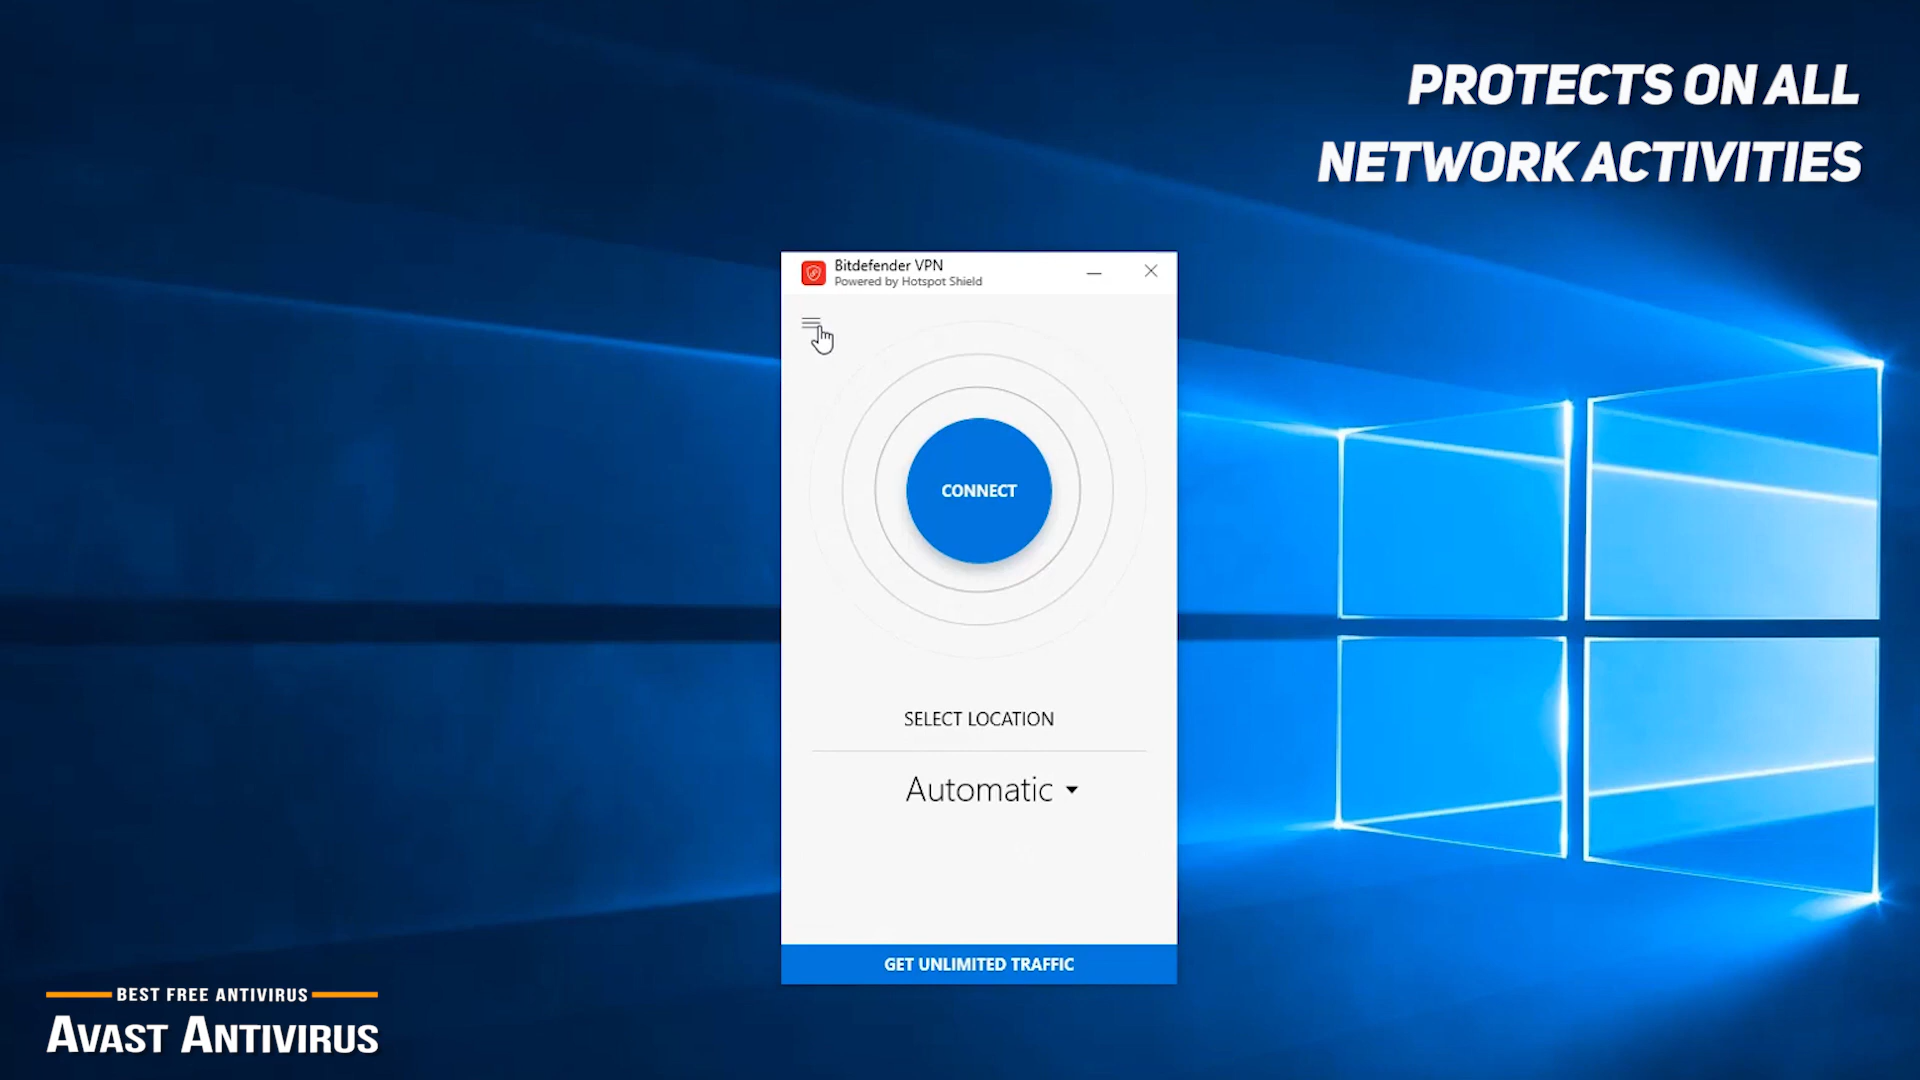 PROTECTS ON ALL
NETWORK ACTIVITIES
Bitdefender VPN
Powered by Hotspot Shield
CONNECT
SELECT LOCATION
Automatic
GET UNLIMITED TRAFFIC
BEST FREE ANTIVIRUS
AVAST ANTIVIRUS